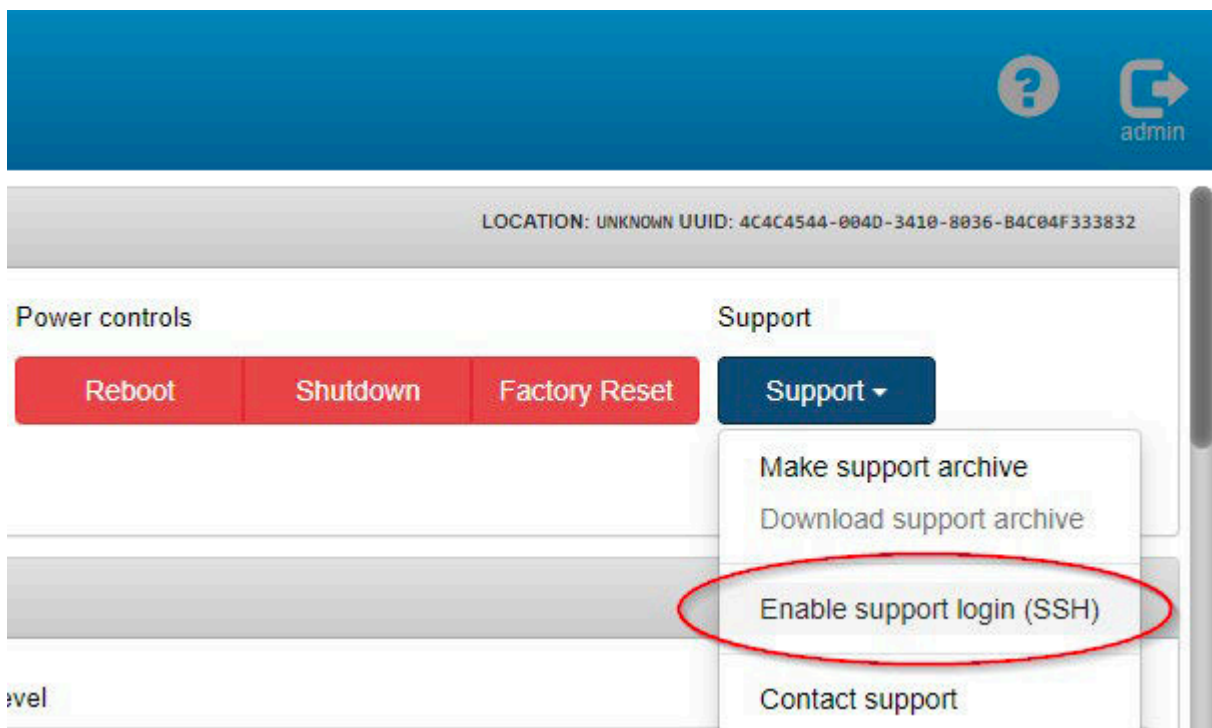 ?
admin
LOCATION: UNKNOWN UUID: 4C4C4544-004D-3410-8036-B4C04F333832
Power controls
Support
Reboot
Shutdown
Factory Reset
Support
Make support archive
Download support archive
Enable support login (SSH)
evel
Contact support